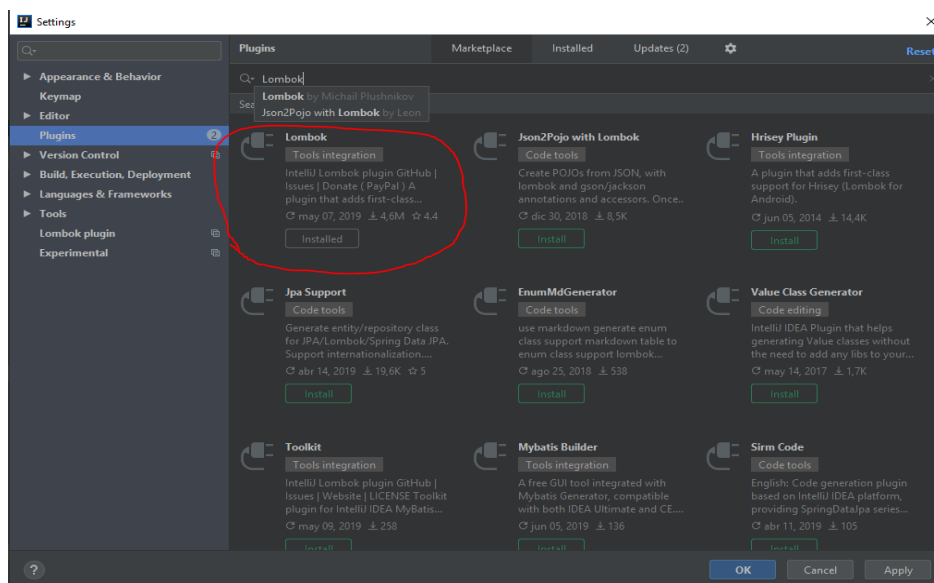 Settings
Appearance & Behavior
Keymap
Editor
Plugins 2
Version Control
Build, Execution, Deployment
Languages & Frameworks
Tools
Lombok plugin
Experimental
Plugins Marketplace Installed Updates (2) Reset
Lombok
Lombok by Michail Plushnikov
Json2Pojo with Lombok by Leon
Sea
Lombok
Tools integration
IntelliJ Lombok plugin GitHub |
Issues | Donate ( PayPal ) A
plugin that adds first-class...
may 07, 2019 4,6M 4.4
Installed
Json2Pojo with Lombok
Code tools
Create POJOs from JSON, with
lombok and gson/jackson
annotations and accessors. Once..
dic 30, 2018 8,5K
Install
Hrisey Plugin
Tools integration
A plugin that adds first-class
support for Hrisey (Lombok for
Android).
jun 05, 2014 14,4K
Install
Jpa Support
Code tools
Generate entity/repository class
for JPA/Lombok/Spring Data JPA.
Support internationalization....
abr 14, 2019 19,6K 5
Install
EnumMdGenerator
Code tools
use markdown generate enum
class support markdown table to
enum class support lombok...
ago 25, 2018 538
Install
Value Class Generator
Code editing
IntelliJ IDEA Plugin that helps
generating Value classes without
the need to add any libs to your...
may 14, 2017 1,7K
Install
Toolkit
Tools integration
IntelliJ Lombok plugin GitHub |
Issues | Website | LICENSE Toolkit
plugin for IntelliJ IDEA MyBatis...
may 09, 2019 258
Install
Mybatis Builder
Tools integration
A free GUI tool integrated with
Mybatis Generator, compatible
with both IDEA Ultimate and CE....
jun 05, 2019 136
Install
Sirm Code
Code tools
English: Code generation plugin
based on IntelliJ IDEA platform,
providing SpringDataJpa series...
abr 11, 2019 105
Install
? OK Cancel Apply